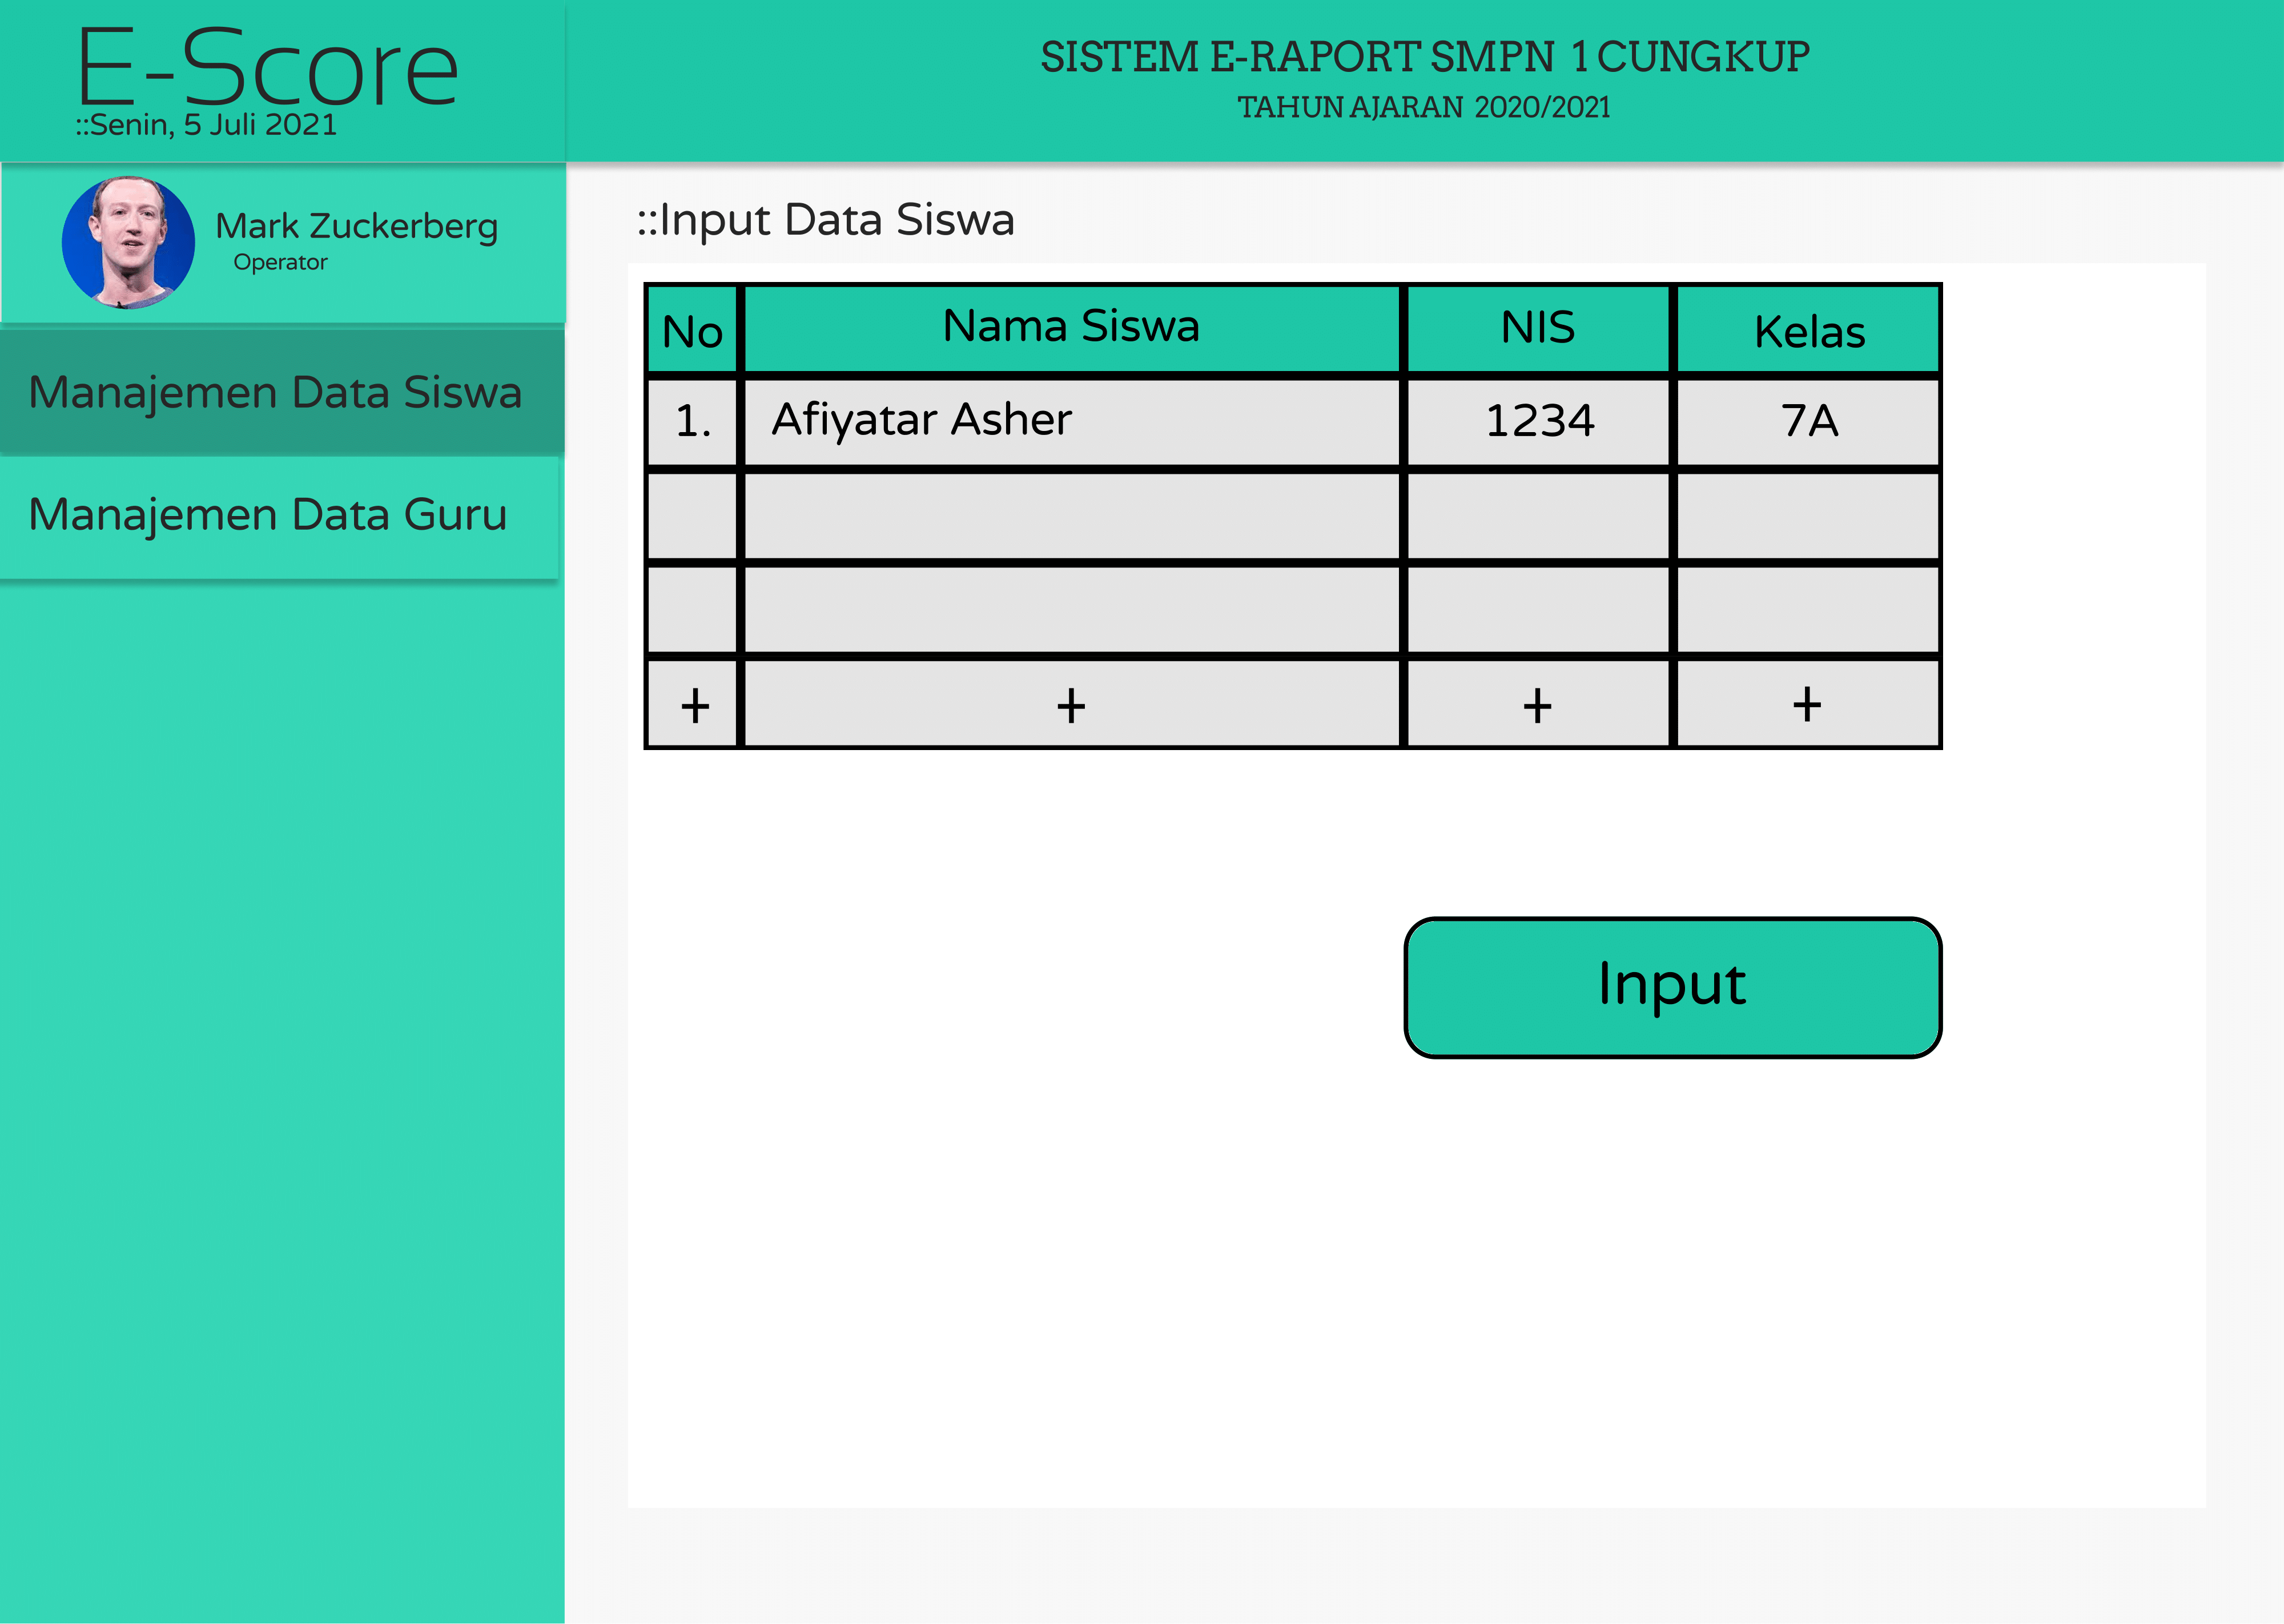 E-Score
::Senin, 5 Juli 2021
SISTEM E-RAPORT SMPN 1 CUNGKUP
TAHUN AJARAN 2020/2021
Mark Zuckerberg
Operator
Manajemen Data Siswa
Manajemen Data Guru
::Input Data Siswa
No Nama Siswa NIS Kelas
1. Afiyatar Asher 1234 7A
+ + + +
Input